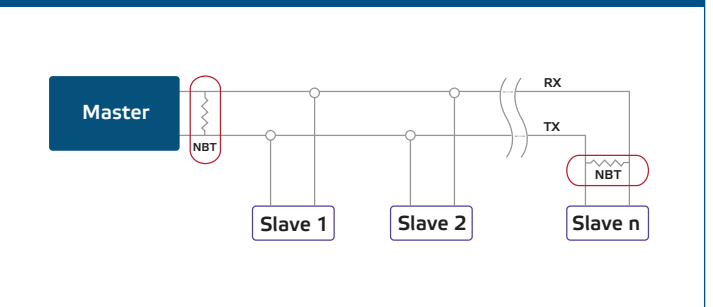 RX
Master
TX
NBT
NBT
Slave 1
Slave 2
Slave n